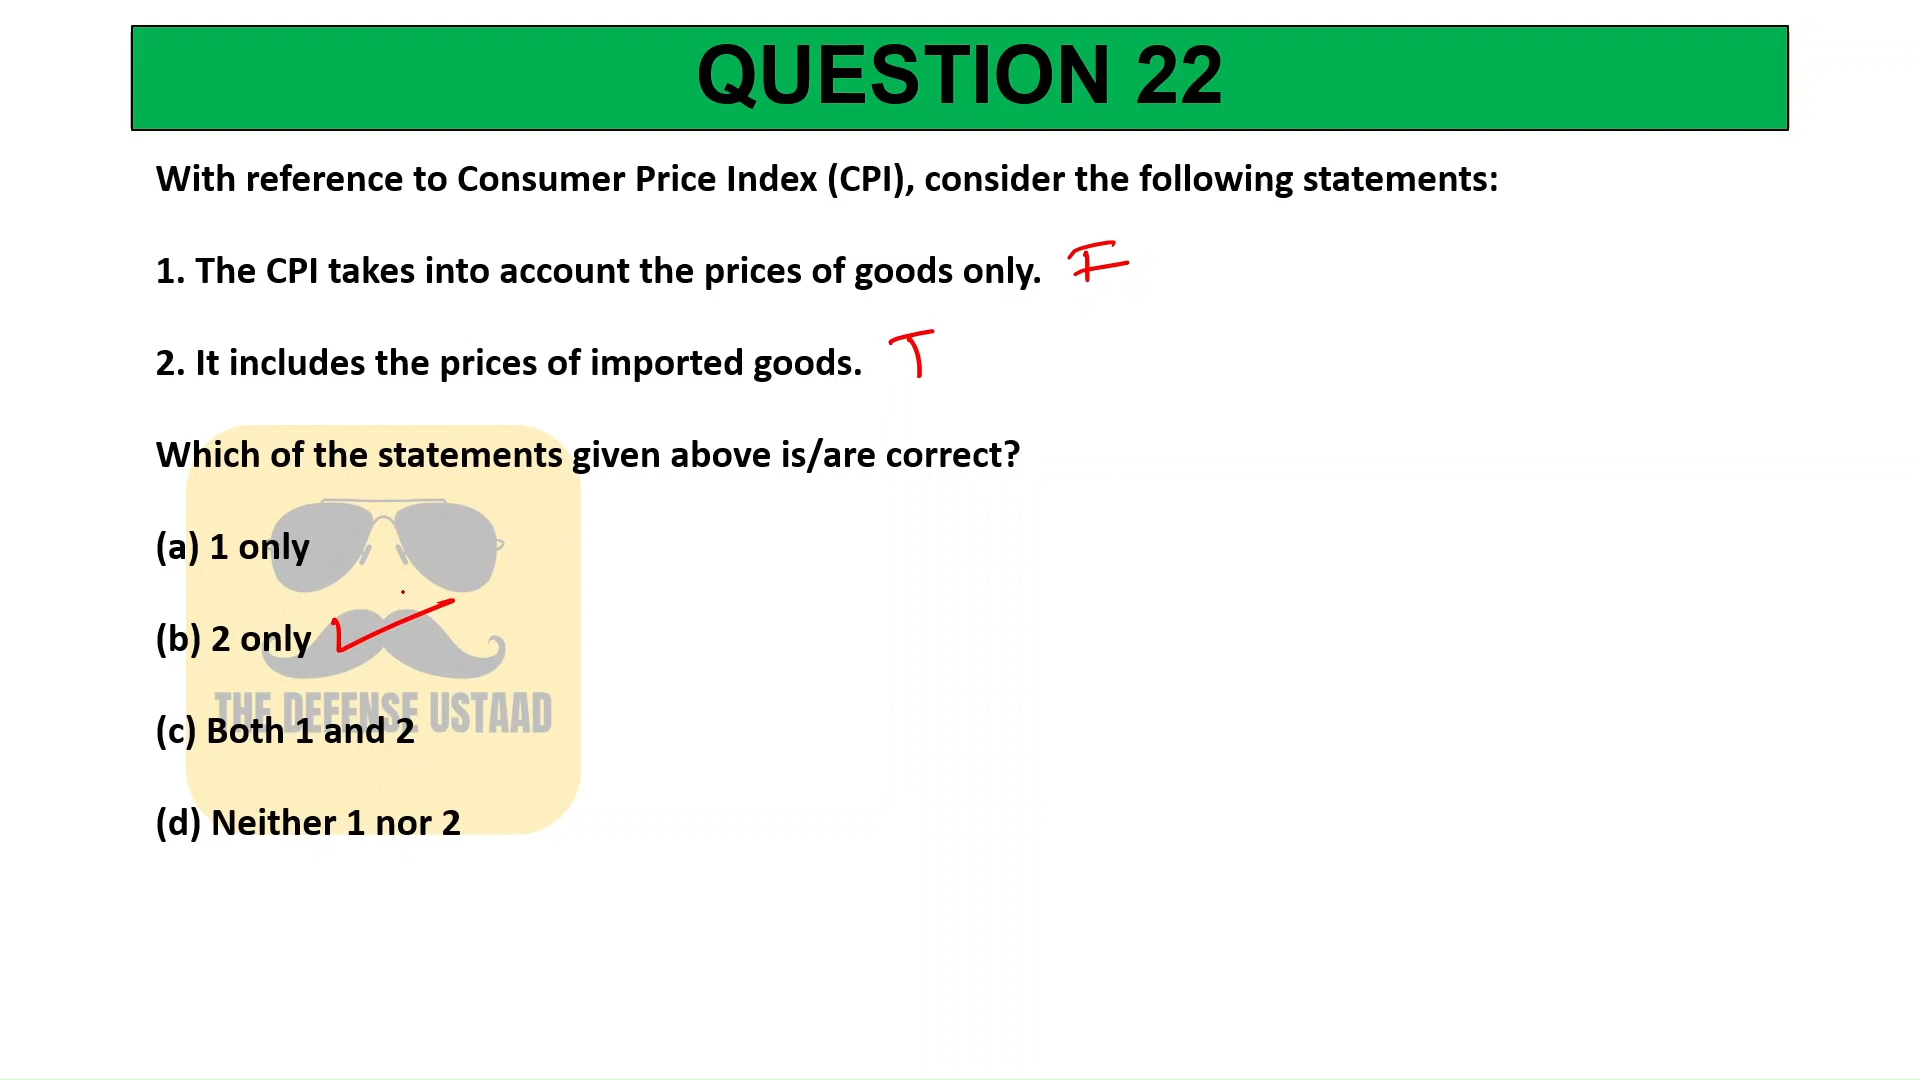 QUESTION 22
With reference to Consumer Price Index (CPI), consider the following statements:
1. The CPI takes into account the prices of goods only. F
2. It includes the prices of imported goods. T
Which of the statements given above is/are correct?
(a) 1 only
(b) 2 only
THE DEFENSE USTAAD
(c) Both 1 and 2
(d) Neither 1 nor 2